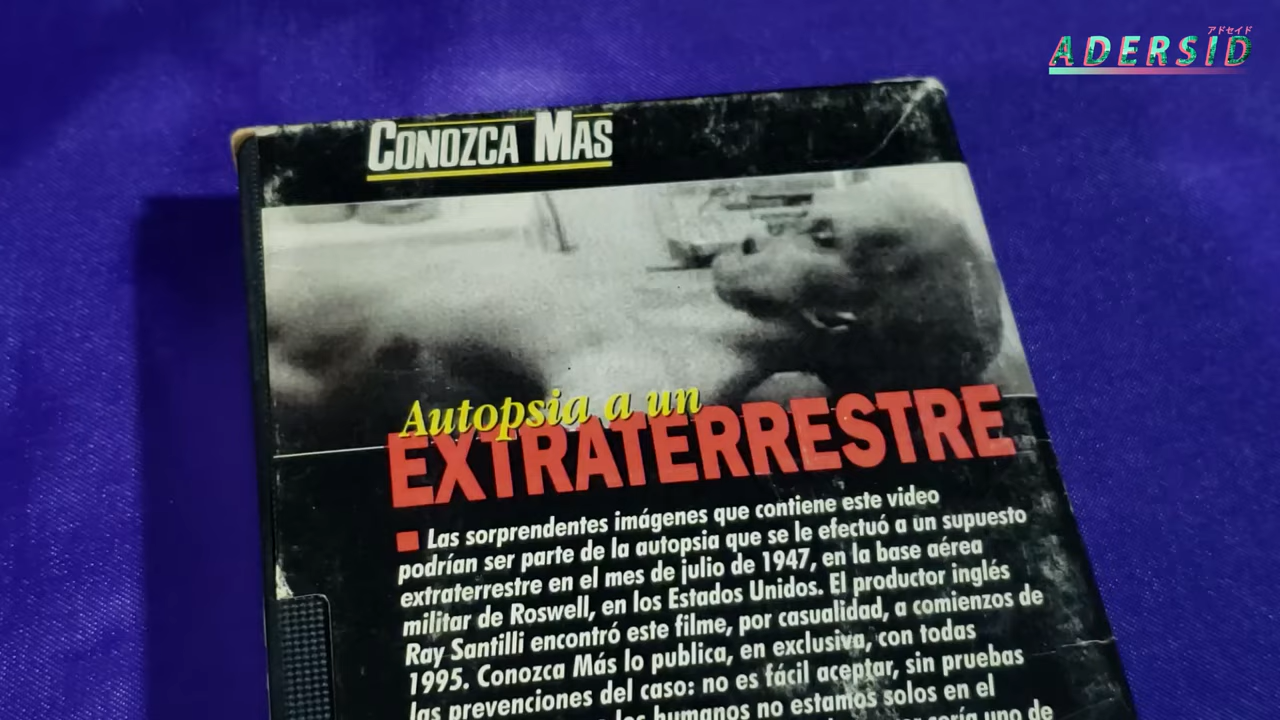 アドセイド
ADERSID
CONOZCA MAS
Autopsia a un
EXTRATERRESTRE
Las sorprendentes imágenes que contiene este video
podrían ser parte de la autopsia que se le efectuó a un supuesto
extraterrestre en el mes de julio de 1947, en la base aérea
militar de Roswell, en los Estados Unidos. El productor inglés
Ray Santilli encontró este filme, por casualidad, a comienzos de
1995. Conozca Más lo publica, en exclusiva, con todas
las prevenciones del caso: no es fácil aceptar, sin pruebas
los humanos no estamos solos en el
sería uno de